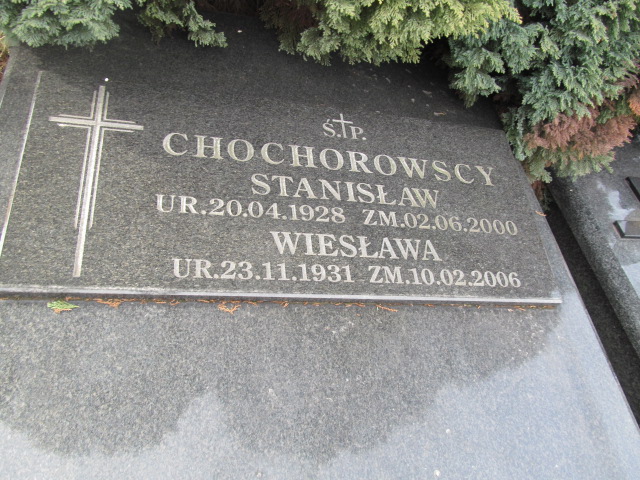 Ś.†P.
CHOCHOROWSCY
STANISŁAW
UR.20.04.1928 ZM.02.06.2000
WIESŁAWA
UR.23.11.1931 ZM.10.02.2006